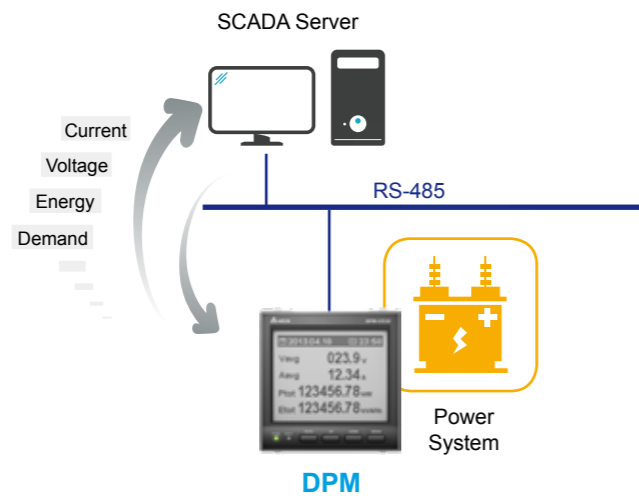 SCADA Server
Current
Voltage
Energy
Demand
RS-485
2013.04.18 23:50
Vavg 023.9 v
Aavg 12.34 A
Ptot 123456.78
Etot 123456.78
Power
System
DPM